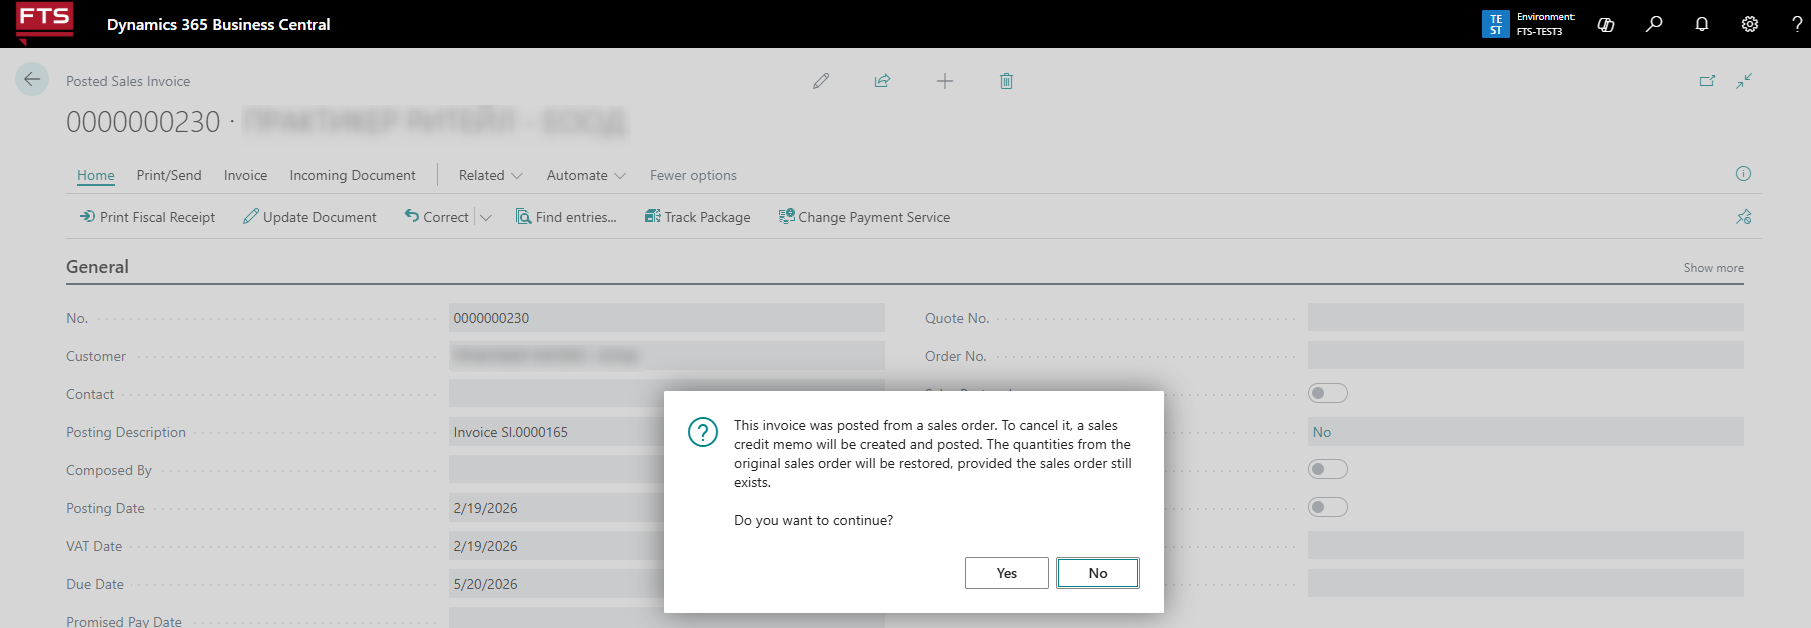 FTS
Dynamics 365 Business Central
TE
ST
Environment:
FTS-TEST3
?
Posted Sales Invoice
0000000230 ·
Home
Print/Send
Invoice
Incoming Document
Related
Automate
Fewer options
Print Fiscal Receipt
Update Document
Correct
Find entries...
Track Package
Change Payment Service
General
Show more
No.
0000000230
Quote No.
Customer
Order No.
Contact
Posting Description
Invoice SI.0000165
No
Composed By
Posting Date
2/19/2026
VAT Date
2/19/2026
Due Date
5/20/2026
Promised Pay Date
?
This invoice was posted from a sales order. To cancel it, a sales
credit memo will be created and posted. The quantities from the
original sales order will be restored, provided the sales order still
exists.
Do you want to continue?
Yes
No